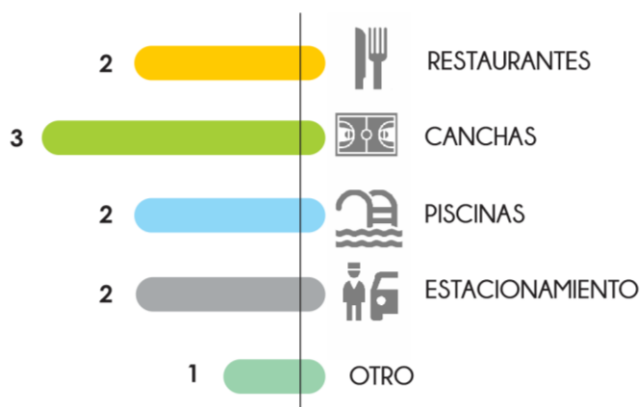 2 RESTAURANTES
3 CANCHAS
2 PISCINAS
2 ESTACIONAMIENTO
1 OTRO